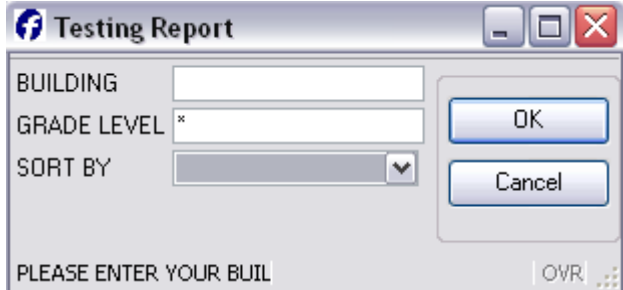 Testing Report
BUILDING
GRADE LEVEL *
OK
SORT BY
Cancel
PLEASE ENTER YOUR BUIL OVR